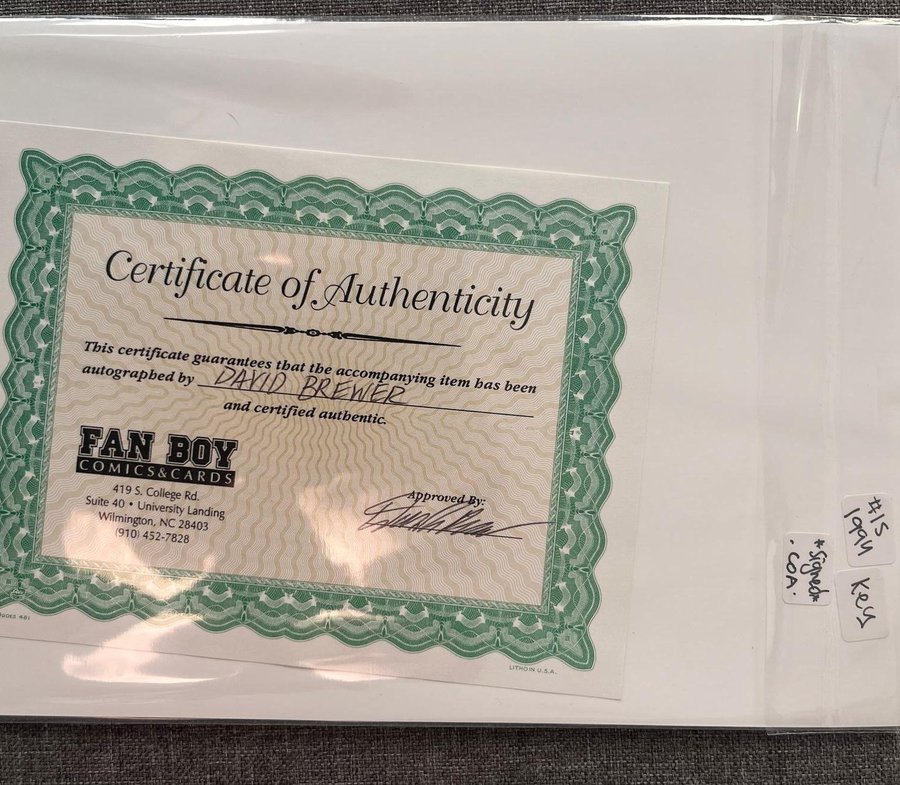 Certificate of Authenticity
This certificate guarantees that the accompanying item has been
autographed by DAVID BREWER
and certified authentic.
FAN BOY
COMICS&CARDS
419 S. College Rd.
Suite 40 • University Landing
Wilmington, NC 28403
(910) 452-7828
Approved By:
LITHO IN U.S.A.
#1s
1994
Key
*Signed*
. COA.